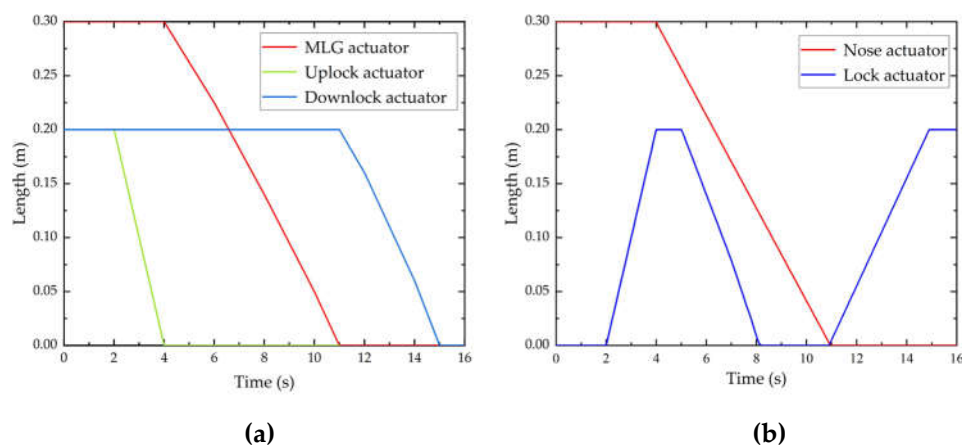 0.30
0.25
0.20
0.15
0.10
0.05
0.00
Length (m)
MLG actuator
Uplock actuator
Downlock actuator
0 2 4 6 8 10 12 14 16
Time (s)
(a)
0.30
0.25
0.20
0.15
0.10
0.05
0.00
Length (m)
Nose actuator
Lock actuator
0 2 4 6 8 10 12 14 16
Time (s)
(b)